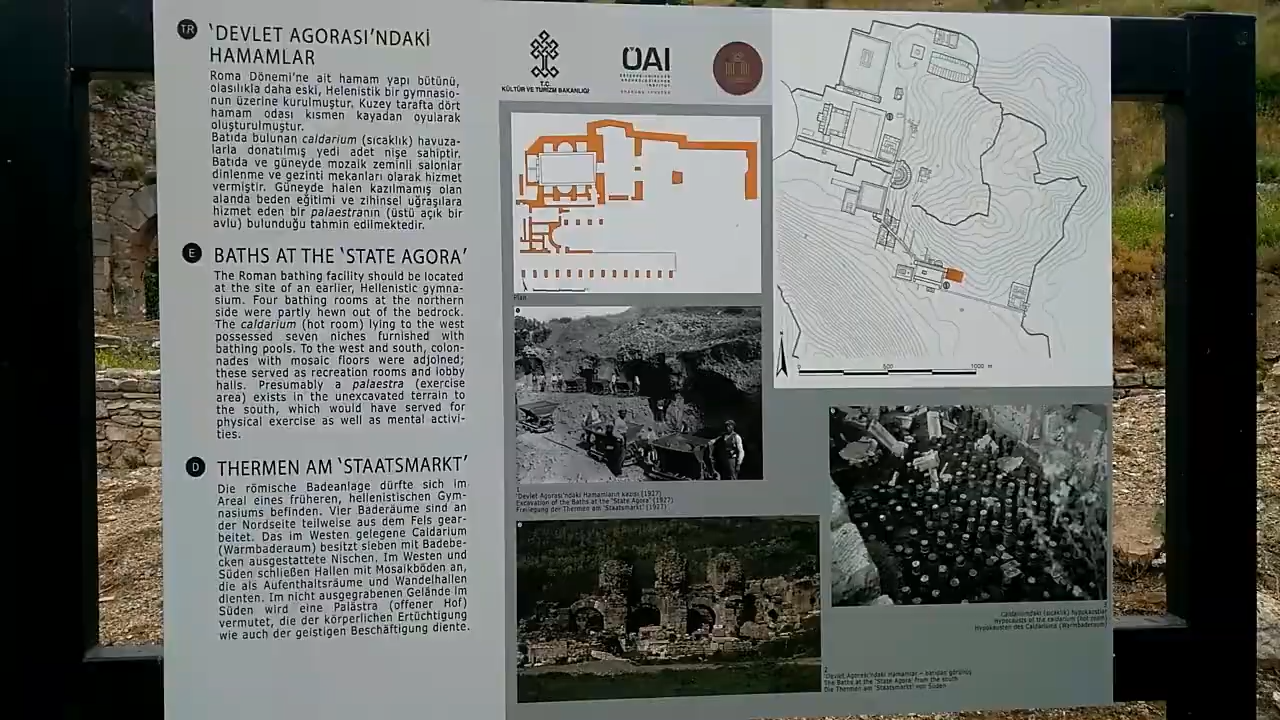 TR
'DEVLET AGORASI'NDAKİ
HAMAMLAR
Roma Dönemi'ne ait hamam yapı bütünü,
olasılıkla daha eski, Helenistik bir gymnasio-
nun üzerine kurulmuştur. Kuzey tarafta dört
hamam odası kısmen kayadan oyularak
oluşturulmuştur.
Batıda bulunan caldarium (sıcaklık) havuza-
larla donatılmış yedi adet nişe sahiptir.
Batıda ve güneyde mozaik zeminli salonlar
dinlenme ve gezinti mekanları olarak hizmet
vermiştir. Güneyde halen kazılmamış olan
alanda beden eğitimi ve zihinsel uğraşılara
hizmet eden bir palaestranın (üstü açık bir
avlu) bulunduğu tahmin edilmektedir.
E
BATHS AT THE 'STATE AGORA'
The Roman bathing facility should be located
at the site of an earlier, Hellenistic gymna-
sium. Four bathing rooms at the northern
side were partly hewn out of the bedrock.
The caldarium (hot room) lying to the west
possessed seven niches furnished with
bathing pools. To the west and south, colon-
nades with mosaic floors were adjoined;
these served as recreation rooms and lobby
halls. Presumably a palaestra (exercise
area) exists in the unexcavated terrain to
the south, which would have served for
physical exercise as well as mental activi-
ties.
D
THERMEN AM 'STAATSMARKT'
Die römische Badeanlage dürfte sich im
Areal eines früheren, hellenistischen Gym-
nasiums befinden. Vier Baderäume sind an
der Nordseite teilweise aus dem Fels gear-
beitet. Das im Westen gelegene Caldarium
(Warmbaderaum) besitzt sieben mit Badebe-
cken ausgestattete Nischen. Im Westen und
Süden schließen Hallen mit Mosaikböden an,
die als Aufenthaltsräume und Wandelhallen
dienten. Im nicht ausgegrabenen Gelände im
Süden wird eine Palästra (offener Hof)
vermutet, die der körperlichen Ertüchtigung
wie auch der geistigen Beschäftigung diente.
T.C.
KÜLTÜR VE TURİZM BAKANLIĞI
ÖAI
Plan
0 500 1000 m
1
'Devlet Agorası'ndaki Hamamların kazısı (1927)
Excavation of the Baths at the 'State Agora' (1927)
Freilegung der Thermen am 'Staatsmarkt' (1927)
Caldariumdaki (sıcaklık) hypokaustlar
Hypocausts of the caldarium (hot room)
Hypokausten des Caldariums (Warmbaderaum)
2
'Devlet Agorası'ndaki Hamamlar – batıdan görünüş
The Baths at the 'State Agora' from the south
Die Thermen am 'Staatsmarkt' von Süden